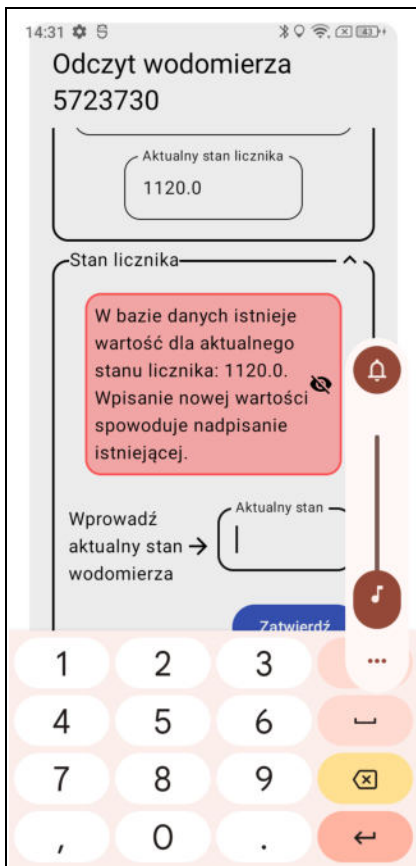 14:31
43
Odczyt wodomierza
5723730
Aktualny stan licznika
1120.0
Stan licznika
W bazie danych istnieje
wartość dla aktualnego
stanu licznika: 1120.0.
Wpisanie nowej wartości
spowoduje nadpisanie
istniejącej.
Wprowadź
aktualny stan →
wodomierza
Aktualny stan
Zatwierdź
1 2 3
4 5 6
7 8 9
, 0 .